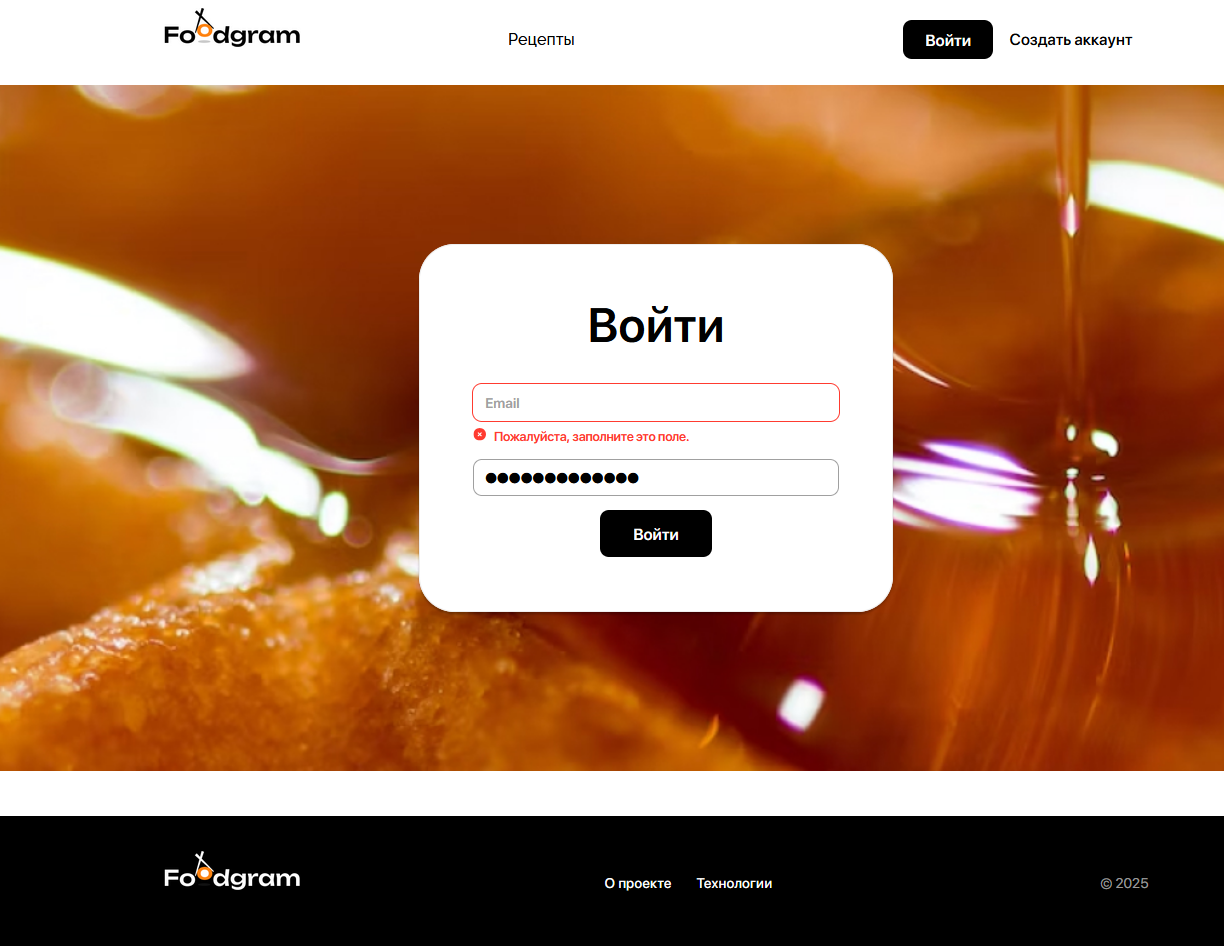 Foodgram
Рецепты
Войти
Создать аккаунт
Войти
Email
Пожалуйста, заполните это поле.
●●●●●●●●●●●●●
Войти
Foodgram
О проекте
Технологии
© 2025